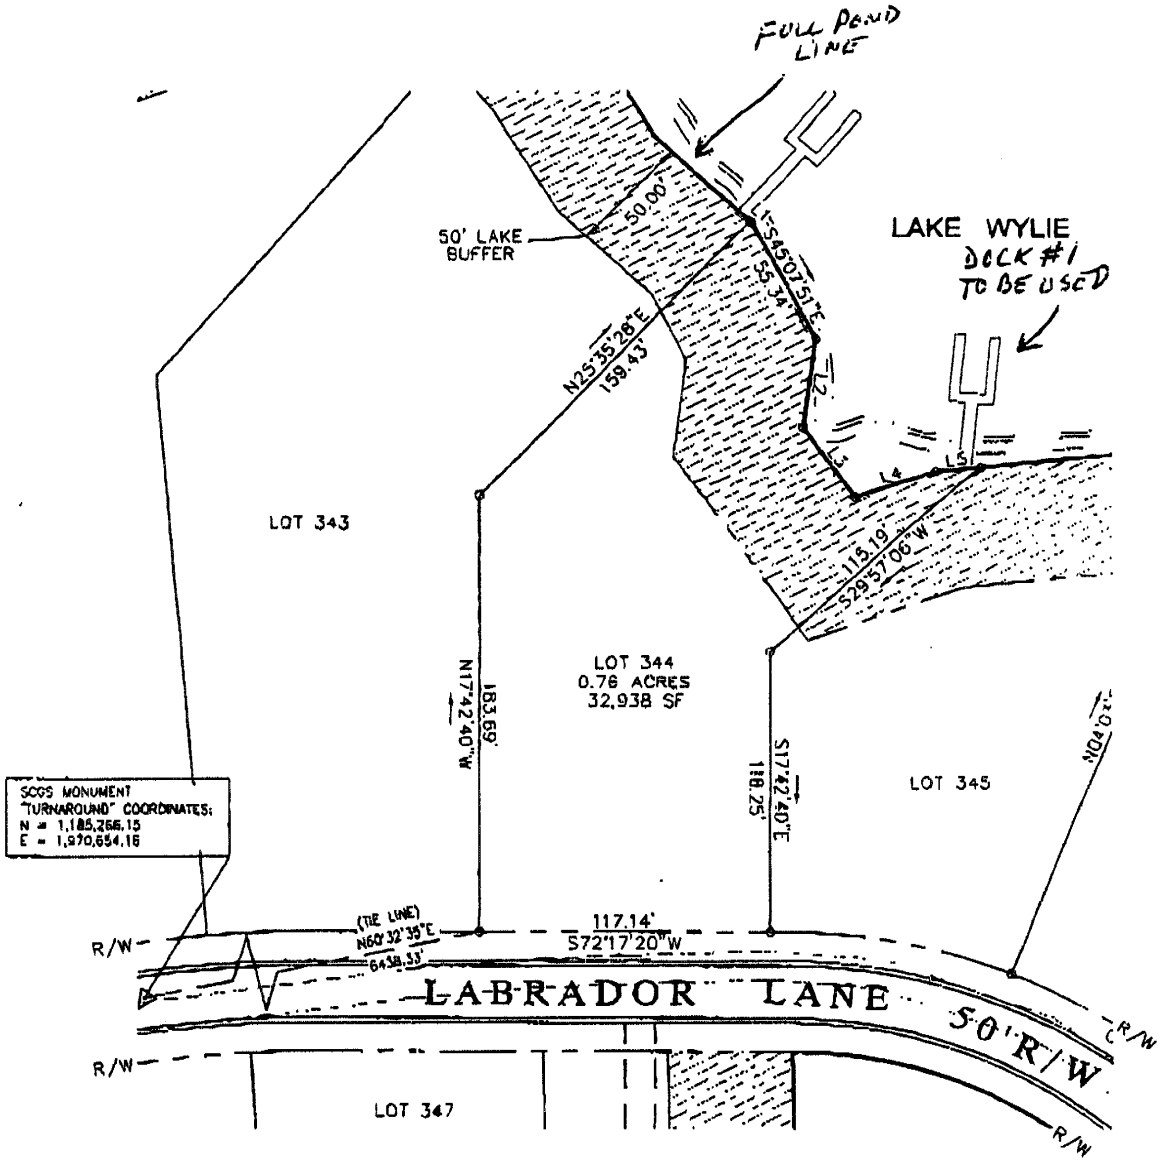 FULL POND
LINE
50.00'
50' LAKE
BUFFER
L1=S45°07'51"E
55.34'
LAKE WYLIE
DOCK #1
TO BE USED
N25°35'28"E
159.43'
L2
L3
L4
L5
LOT 343
115.19'
S29°57'06"W
LOT 344
0.76 ACRES
32,938 SF
183.69'
N17°42'40"W
S17°42'40"E
118.25'
LOT 345
SCGS MONUMENT
"TURNAROUND" COORDINATES:
N = 1,185,266.15
E = 1,970,654.16
R/W
(TIE LINE)
N60°32'35"E
6438.33'
117.14'
S72°17'20"W
LABRADOR LANE
50' R/W
R/W
R/W
LOT 347
R/W